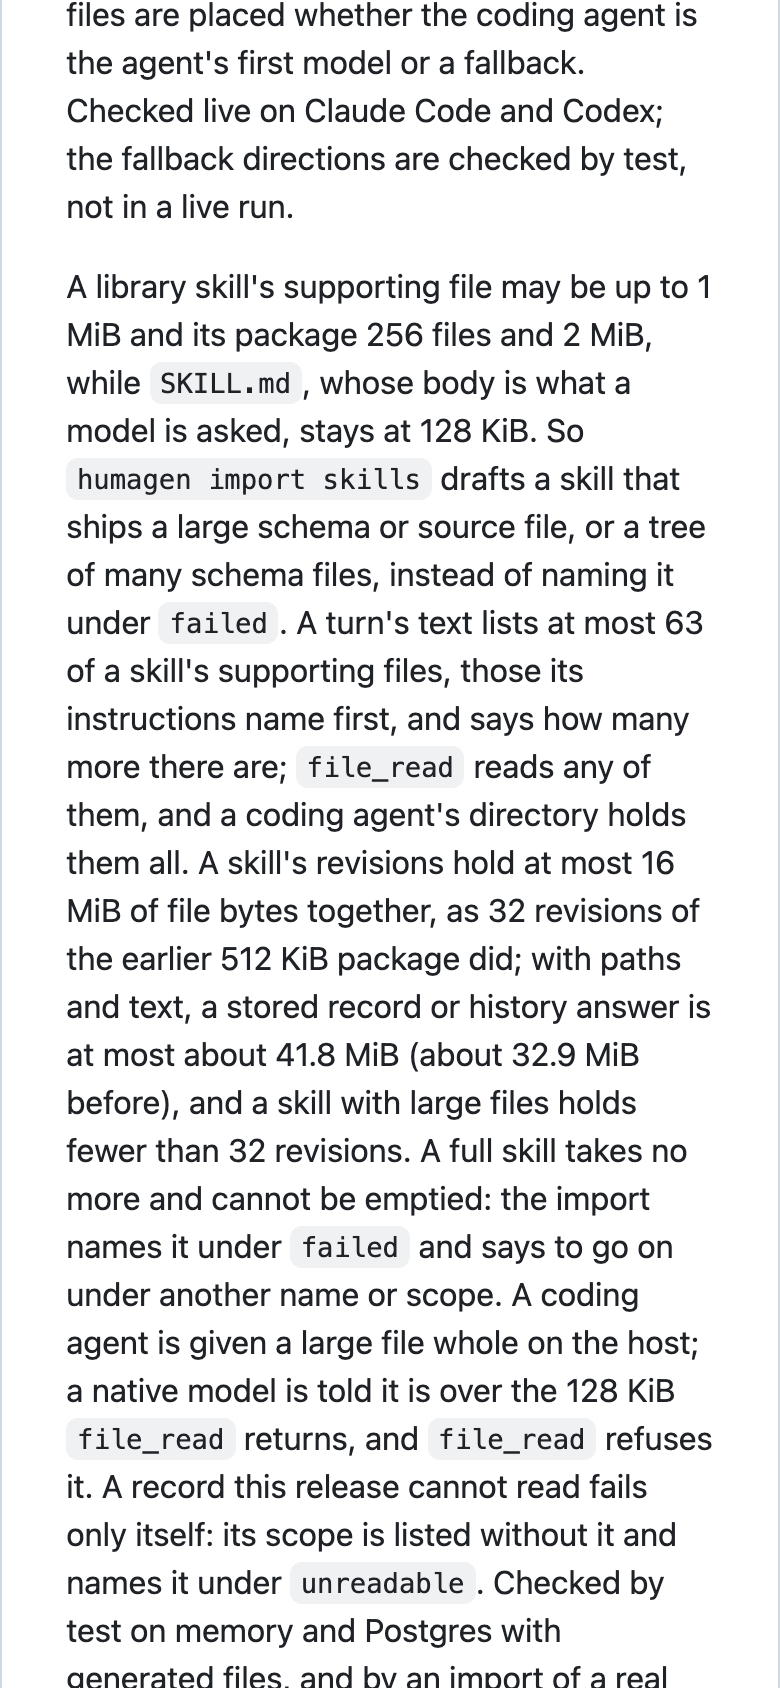 files are placed whether the coding agent is
the agent's first model or a fallback.
Checked live on Claude Code and Codex;
the fallback directions are checked by test,
not in a live run.
A library skill's supporting file may be up to 1
MiB and its package 256 files and 2 MiB,
while SKILL.md, whose body is what a
model is asked, stays at 128 KiB. So
humagen import skills drafts a skill that
ships a large schema or source file, or a tree
of many schema files, instead of naming it
under failed. A turn's text lists at most 63
of a skill's supporting files, those its
instructions name first, and says how many
more there are; file_read reads any of
them, and a coding agent's directory holds
them all. A skill's revisions hold at most 16
MiB of file bytes together, as 32 revisions of
the earlier 512 KiB package did; with paths
and text, a stored record or history answer is
at most about 41.8 MiB (about 32.9 MiB
before), and a skill with large files holds
fewer than 32 revisions. A full skill takes no
more and cannot be emptied: the import
names it under failed and says to go on
under another name or scope. A coding
agent is given a large file whole on the host;
a native model is told it is over the 128 KiB
file_read returns, and file_read refuses
it. A record this release cannot read fails
only itself: its scope is listed without it and
names it under unreadable. Checked by
test on memory and Postgres with
generated files, and by an import of a real